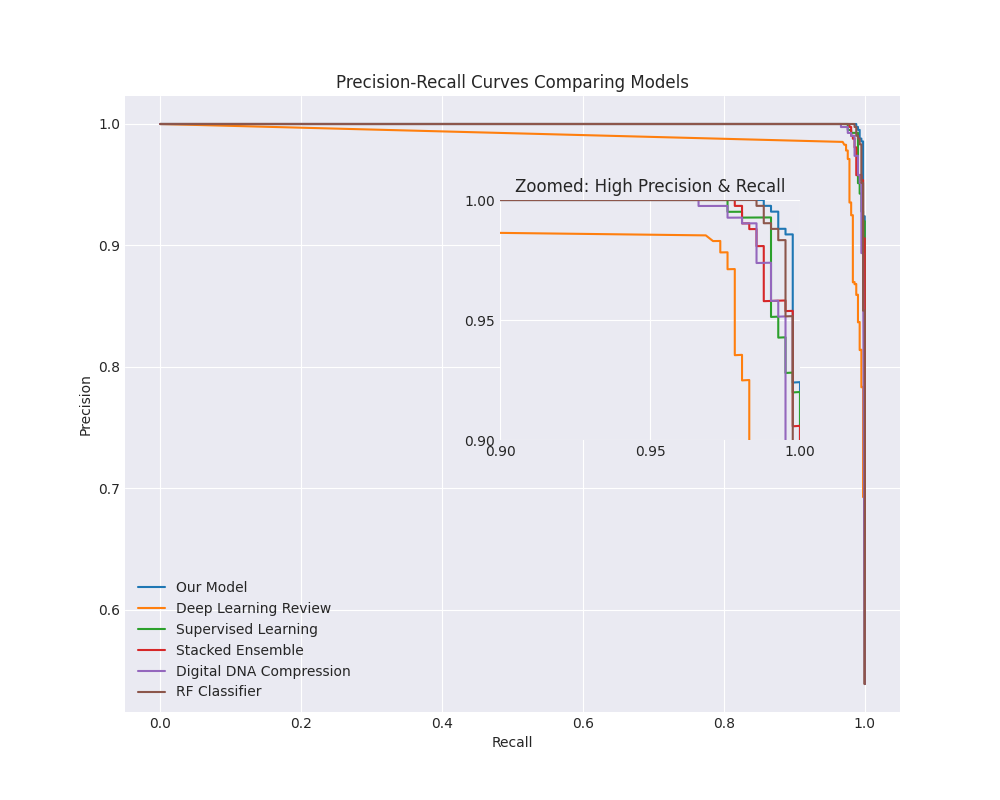 Precision-Recall Curves Comparing Models
1.0
0.9
0.8
0.7
0.6
Precision
Zoomed: High Precision & Recall
1.00
0.95
0.90
0.90 0.95 1.00
Our Model
Deep Learning Review
Supervised Learning
Stacked Ensemble
Digital DNA Compression
RF Classifier
0.0 0.2 0.4 0.6 0.8 1.0
Recall